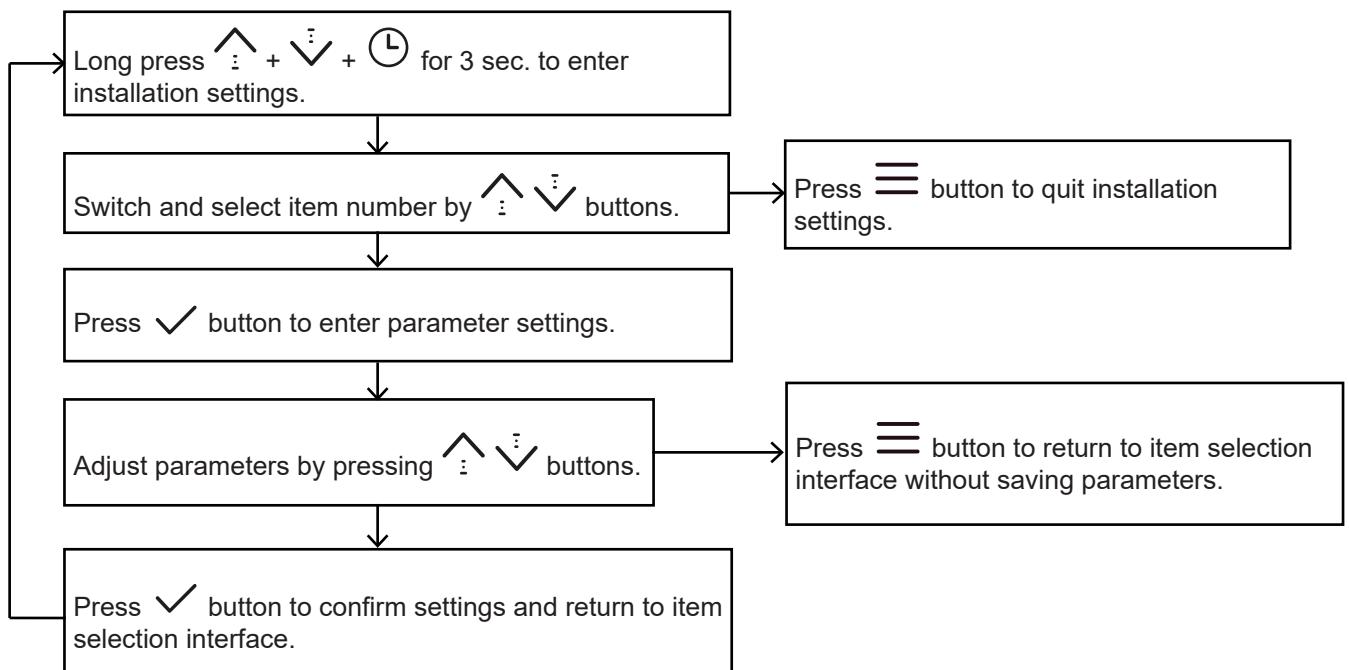 Long press + + for 3 sec. to enter
installation settings.
Switch and select item number by buttons.
Press button to quit installation
settings.
Press button to enter parameter settings.
Adjust parameters by pressing buttons.
Press button to return to item selection
interface without saving parameters.
Press button to confirm settings and return to item
selection interface.